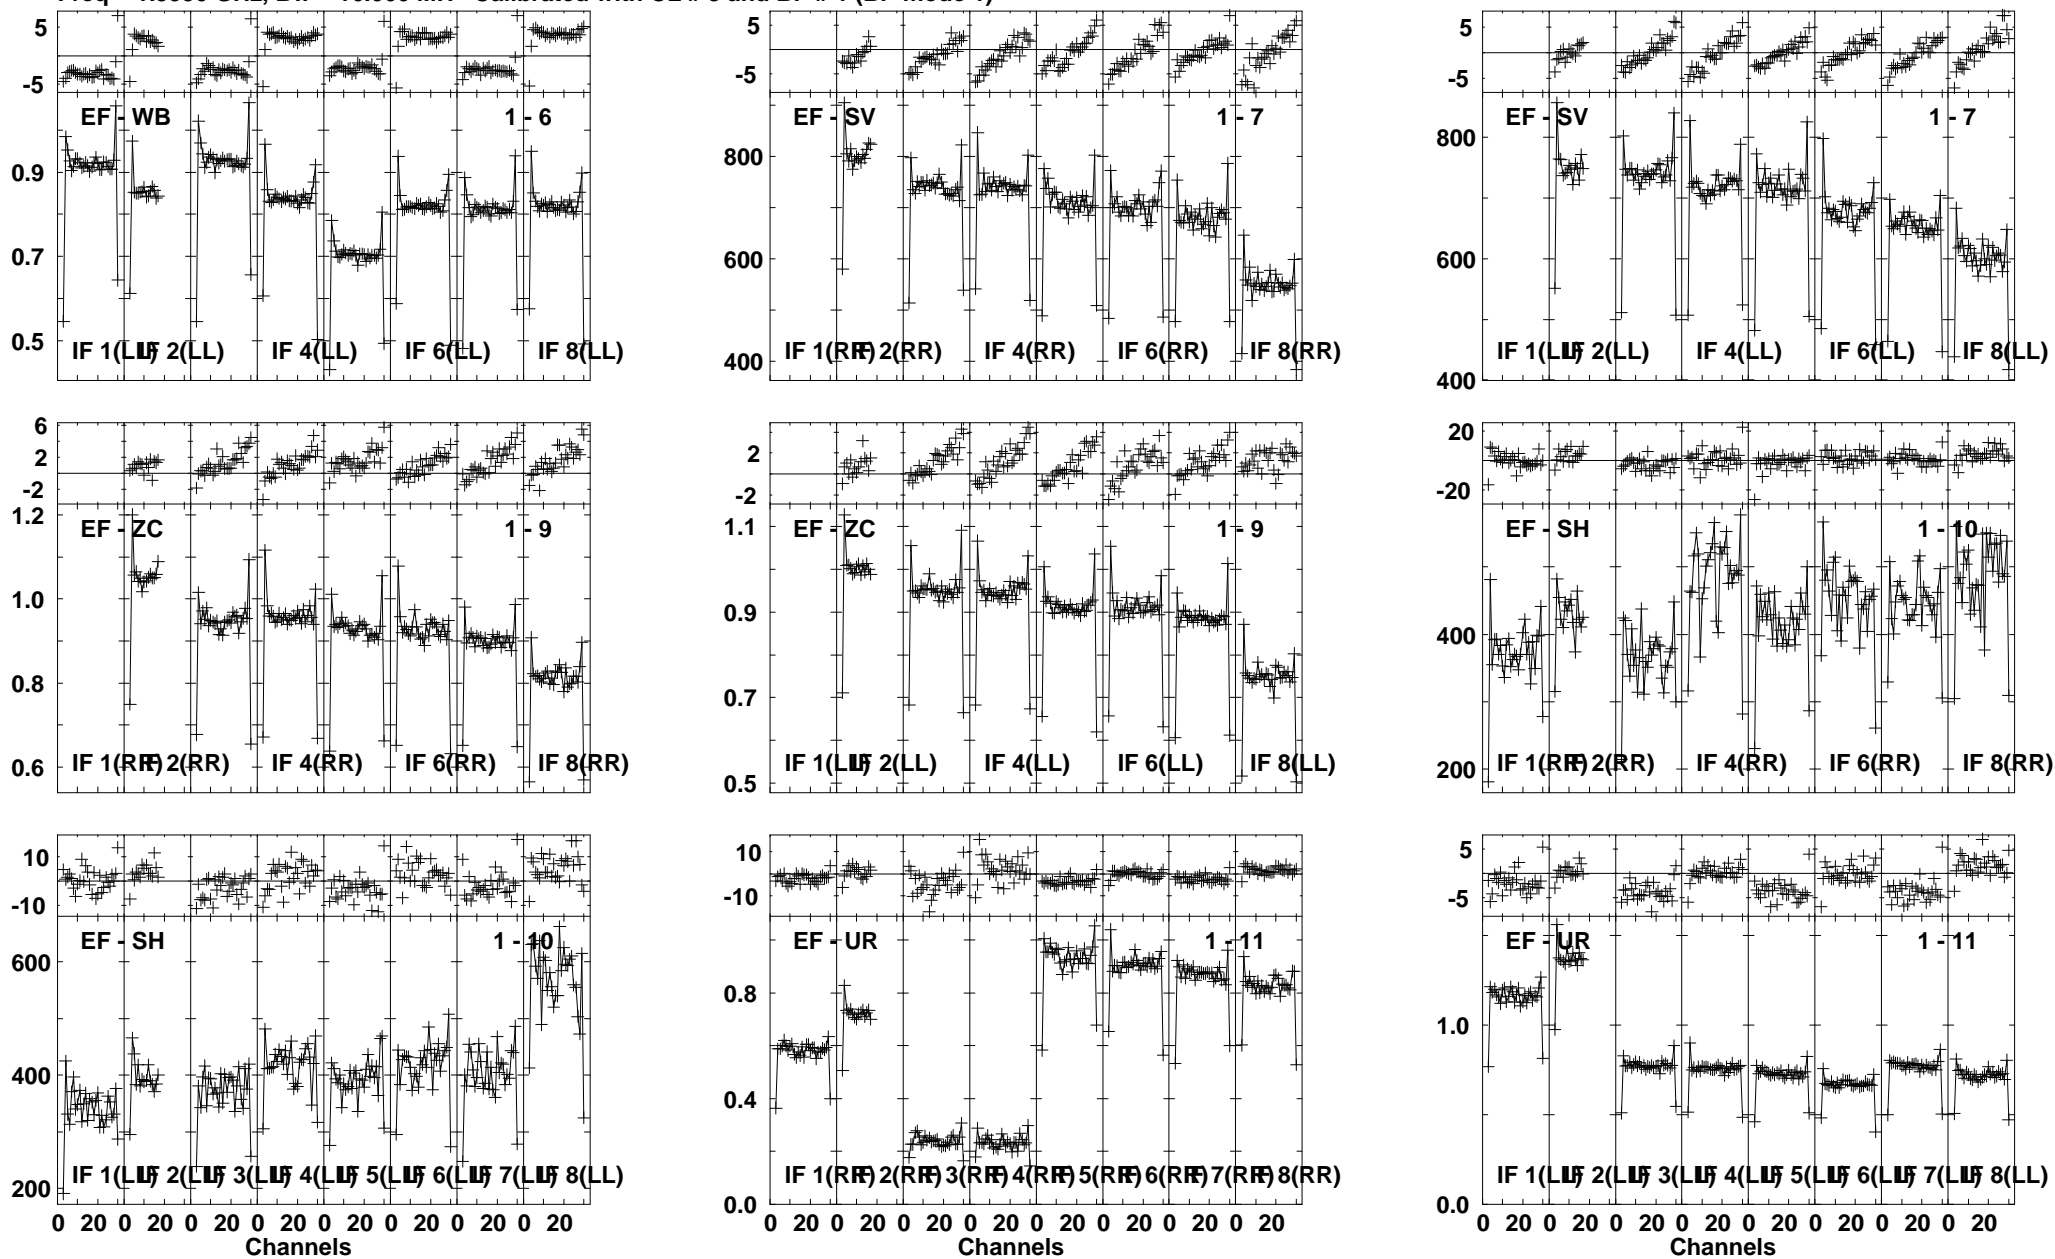 5
-5
EF - WB 1 - 6
0.9
0.7
0.5
IF 1(LL) IF 2(LL) IF 4(LL) IF 6(LL) IF 8(LL)
5
-5
EF - SV 1 - 7
800
600
400
IF 1(RR) IF 2(RR) IF 4(RR) IF 6(RR) IF 8(RR)
5
-5
EF - SV 1 - 7
800
600
400
IF 1(LL) IF 2(LL) IF 4(LL) IF 6(LL) IF 8(LL)
6
2
-2
1.2
EF - ZC 1 - 9
1.0
0.8
0.6
IF 1(RR) IF 2(RR) IF 4(RR) IF 6(RR) IF 8(RR)
2
-2
1.1
EF - ZC 1 - 9
0.9
0.7
0.5
IF 1(LL) IF 2(LL) IF 4(LL) IF 6(LL) IF 8(LL)
20
-20
EF - SH 1 - 10
400
200
IF 1(RR) IF 2(RR) IF 4(RR) IF 6(RR) IF 8(RR)
10
-10
EF - SH 1 - 10
600
400
200
IF 1(LL) IF 2(LL) IF 3(LL) IF 4(LL) IF 5(LL) IF 6(LL) IF 7(LL) IF 8(LL)
0 20 0 20 0 20 0 20 0 20 0 20 0 20 0 20
Channels
10
-10
EF - UR 1 - 11
0.8
0.4
0.0
IF 1(RR) IF 2(RR) IF 3(RR) IF 4(RR) IF 5(RR) IF 6(RR) IF 7(RR) IF 8(RR)
0 20 0 20 0 20 0 20 0 20 0 20 0 20 0 20
Channels
5
-5
EF - UR 1 - 11
1.0
0.0
IF 1(LL) IF 2(LL) IF 3(LL) IF 4(LL) IF 5(LL) IF 6(LL) IF 7(LL) IF 8(LL)
0 20 0 20 0 20 0 20 0 20 0 20 0 20 0 20
Channels